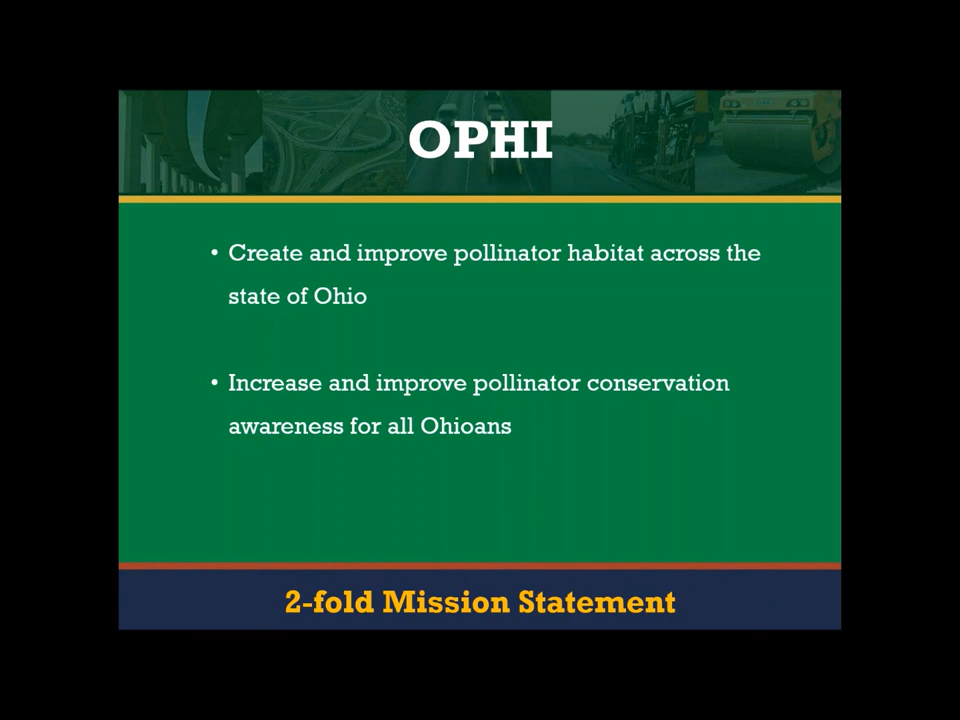 OPHI
• Create and improve pollinator habitat across the
state of Ohio
• Increase and improve pollinator conservation
awareness for all Ohioans
2-fold Mission Statement